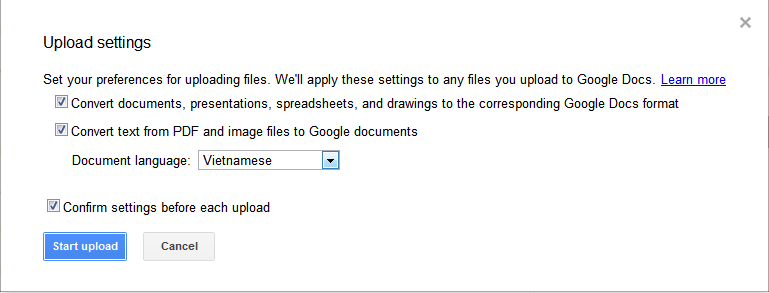 Upload settings
Set your preferences for uploading files. We'll apply these settings to any files you upload to Google Docs. Learn more
Convert documents, presentations, spreadsheets, and drawings to the corresponding Google Docs format
Convert text from PDF and image files to Google documents
Document language: Vietnamese
Confirm settings before each upload
Start upload Cancel